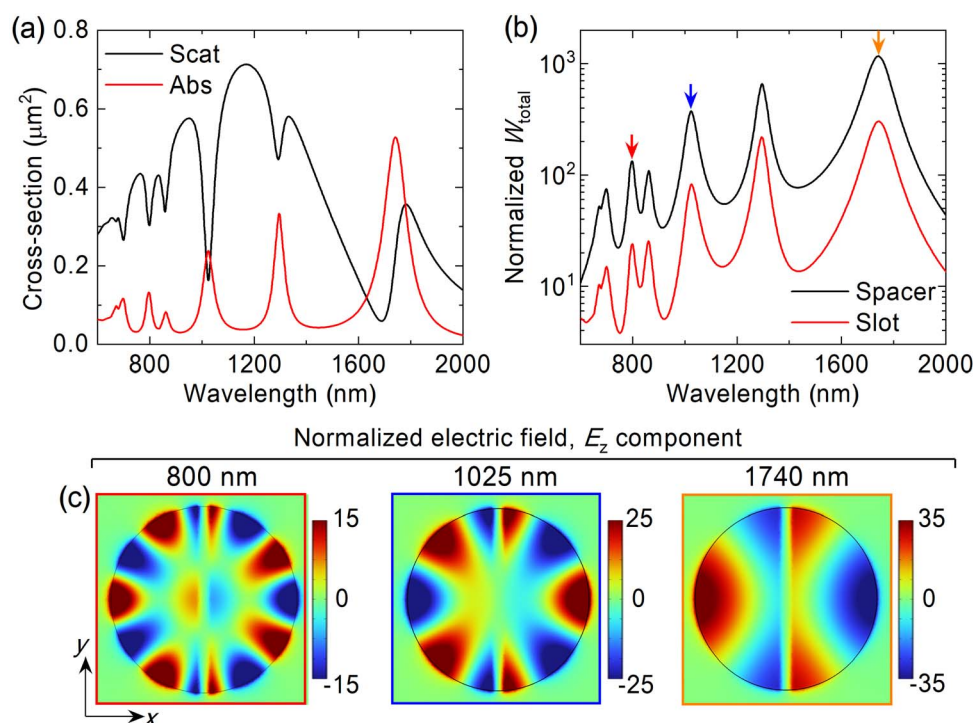 (a)
Scat
Abs
Cross-section (μm²)
0.8
0.6
0.4
0.2
0.0
800 1200 1600 2000
Wavelength (nm)
(b)
Normalized W_total
10³
10²
10¹
Spacer
Slot
800 1200 1600 2000
Wavelength (nm)
Normalized electric field, E_z component
800 nm 1025 nm 1740 nm
(c)
15
0
-15
25
0
-25
35
0
-35
y
x